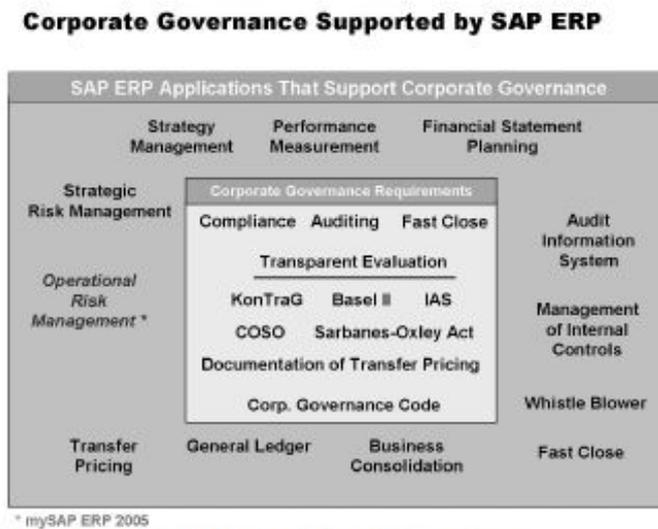 Corporate Governance Supported by SAP ERP
SAP ERP Applications That Support Corporate Governance
Strategy
Management
Performance
Measurement
Financial Statement
Planning
Strategic
Risk Management
Operational
Risk
Management *
Corporate Governance Requirements
Compliance Auditing Fast Close
Transparent Evaluation
KonTraG Basel II IAS
COSO Sarbanes-Oxley Act
Documentation of Transfer Pricing
Corp. Governance Code
Audit
Information
System
Management
of Internal
Controls
Whistle Blower
Transfer
Pricing
General Ledger
Business
Consolidation
Fast Close
* mySAP ERP 2005